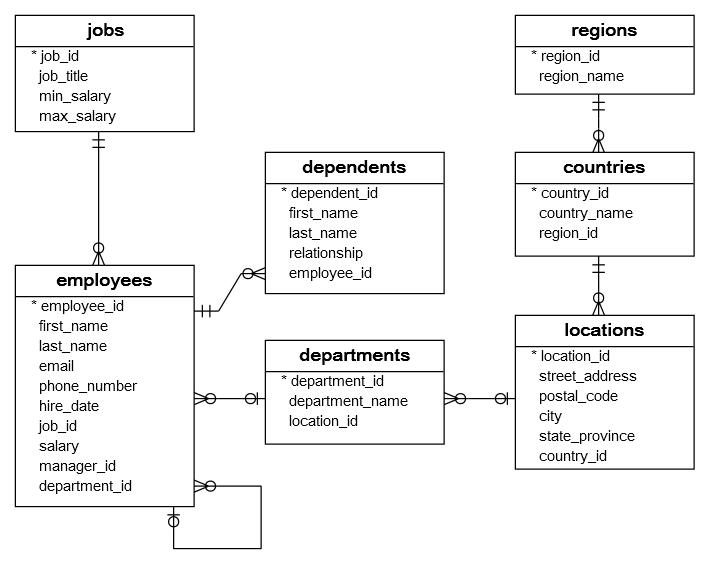 jobs
* job_id
job_title
min_salary
max_salary
regions
* region_id
region_name
dependents
* dependent_id
first_name
last_name
relationship
employee_id
countries
* country_id
country_name
region_id
employees
* employee_id
first_name
last_name
email
phone_number
hire_date
job_id
salary
manager_id
department_id
departments
* department_id
department_name
location_id
locations
* location_id
street_address
postal_code
city
state_province
country_id